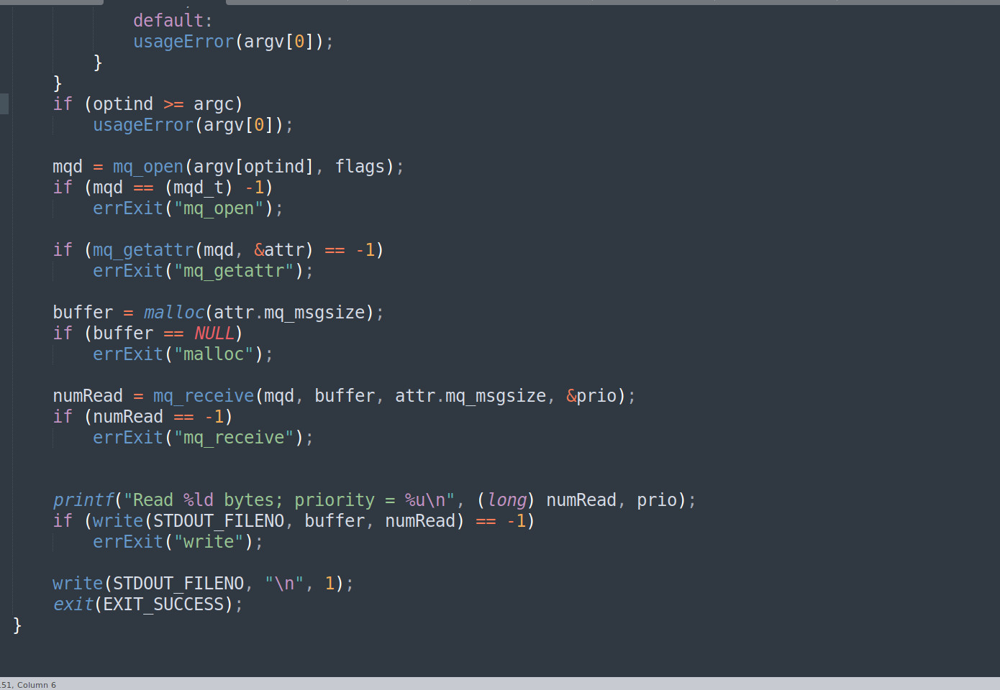 default:
            usageError(argv[0]);
        }
    }
    if (optind >= argc)
        usageError(argv[0]);

    mqd = mq_open(argv[optind], flags);
    if (mqd == (mqd_t) -1)
        errExit("mq_open");

    if (mq_getattr(mqd, &attr) == -1)
        errExit("mq_getattr");

    buffer = malloc(attr.mq_msgsize);
    if (buffer == NULL)
        errExit("malloc");

    numRead = mq_receive(mqd, buffer, attr.mq_msgsize, &prio);
    if (numRead == -1)
        errExit("mq_receive");


    printf("Read %ld bytes; priority = %u\n", (long) numRead, prio);
    if (write(STDOUT_FILENO, buffer, numRead) == -1)
        errExit("write");

    write(STDOUT_FILENO, "\n", 1);
    exit(EXIT_SUCCESS);
}
51, Column 6